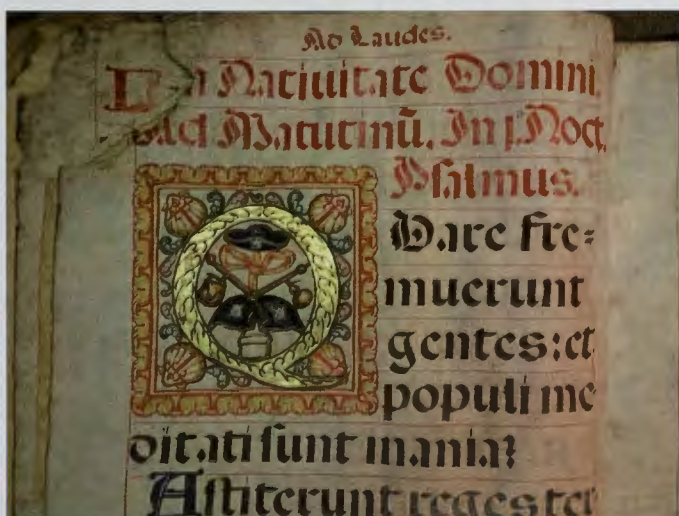 Ad Laudes.
In Natiuitate Domini
ad Matutinū. In j. Noct.
Psalmus.
Quare fre=
muerunt
gentes: et
populi me
ditati sunt inania?
Astiterunt reges ter